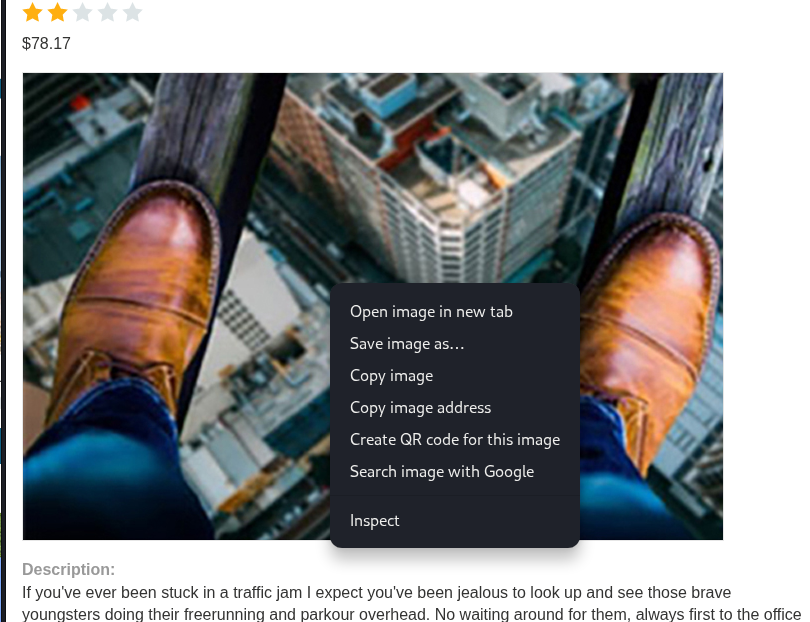 $78.17
Open image in new tab
Save image as...
Copy image
Copy image address
Create QR code for this image
Search image with Google
Inspect
Description:
If you've ever been stuck in a traffic jam I expect you've been jealous to look up and see those brave
youngsters doing their freerunning and parkour overhead. No waiting around for them, always first to the office